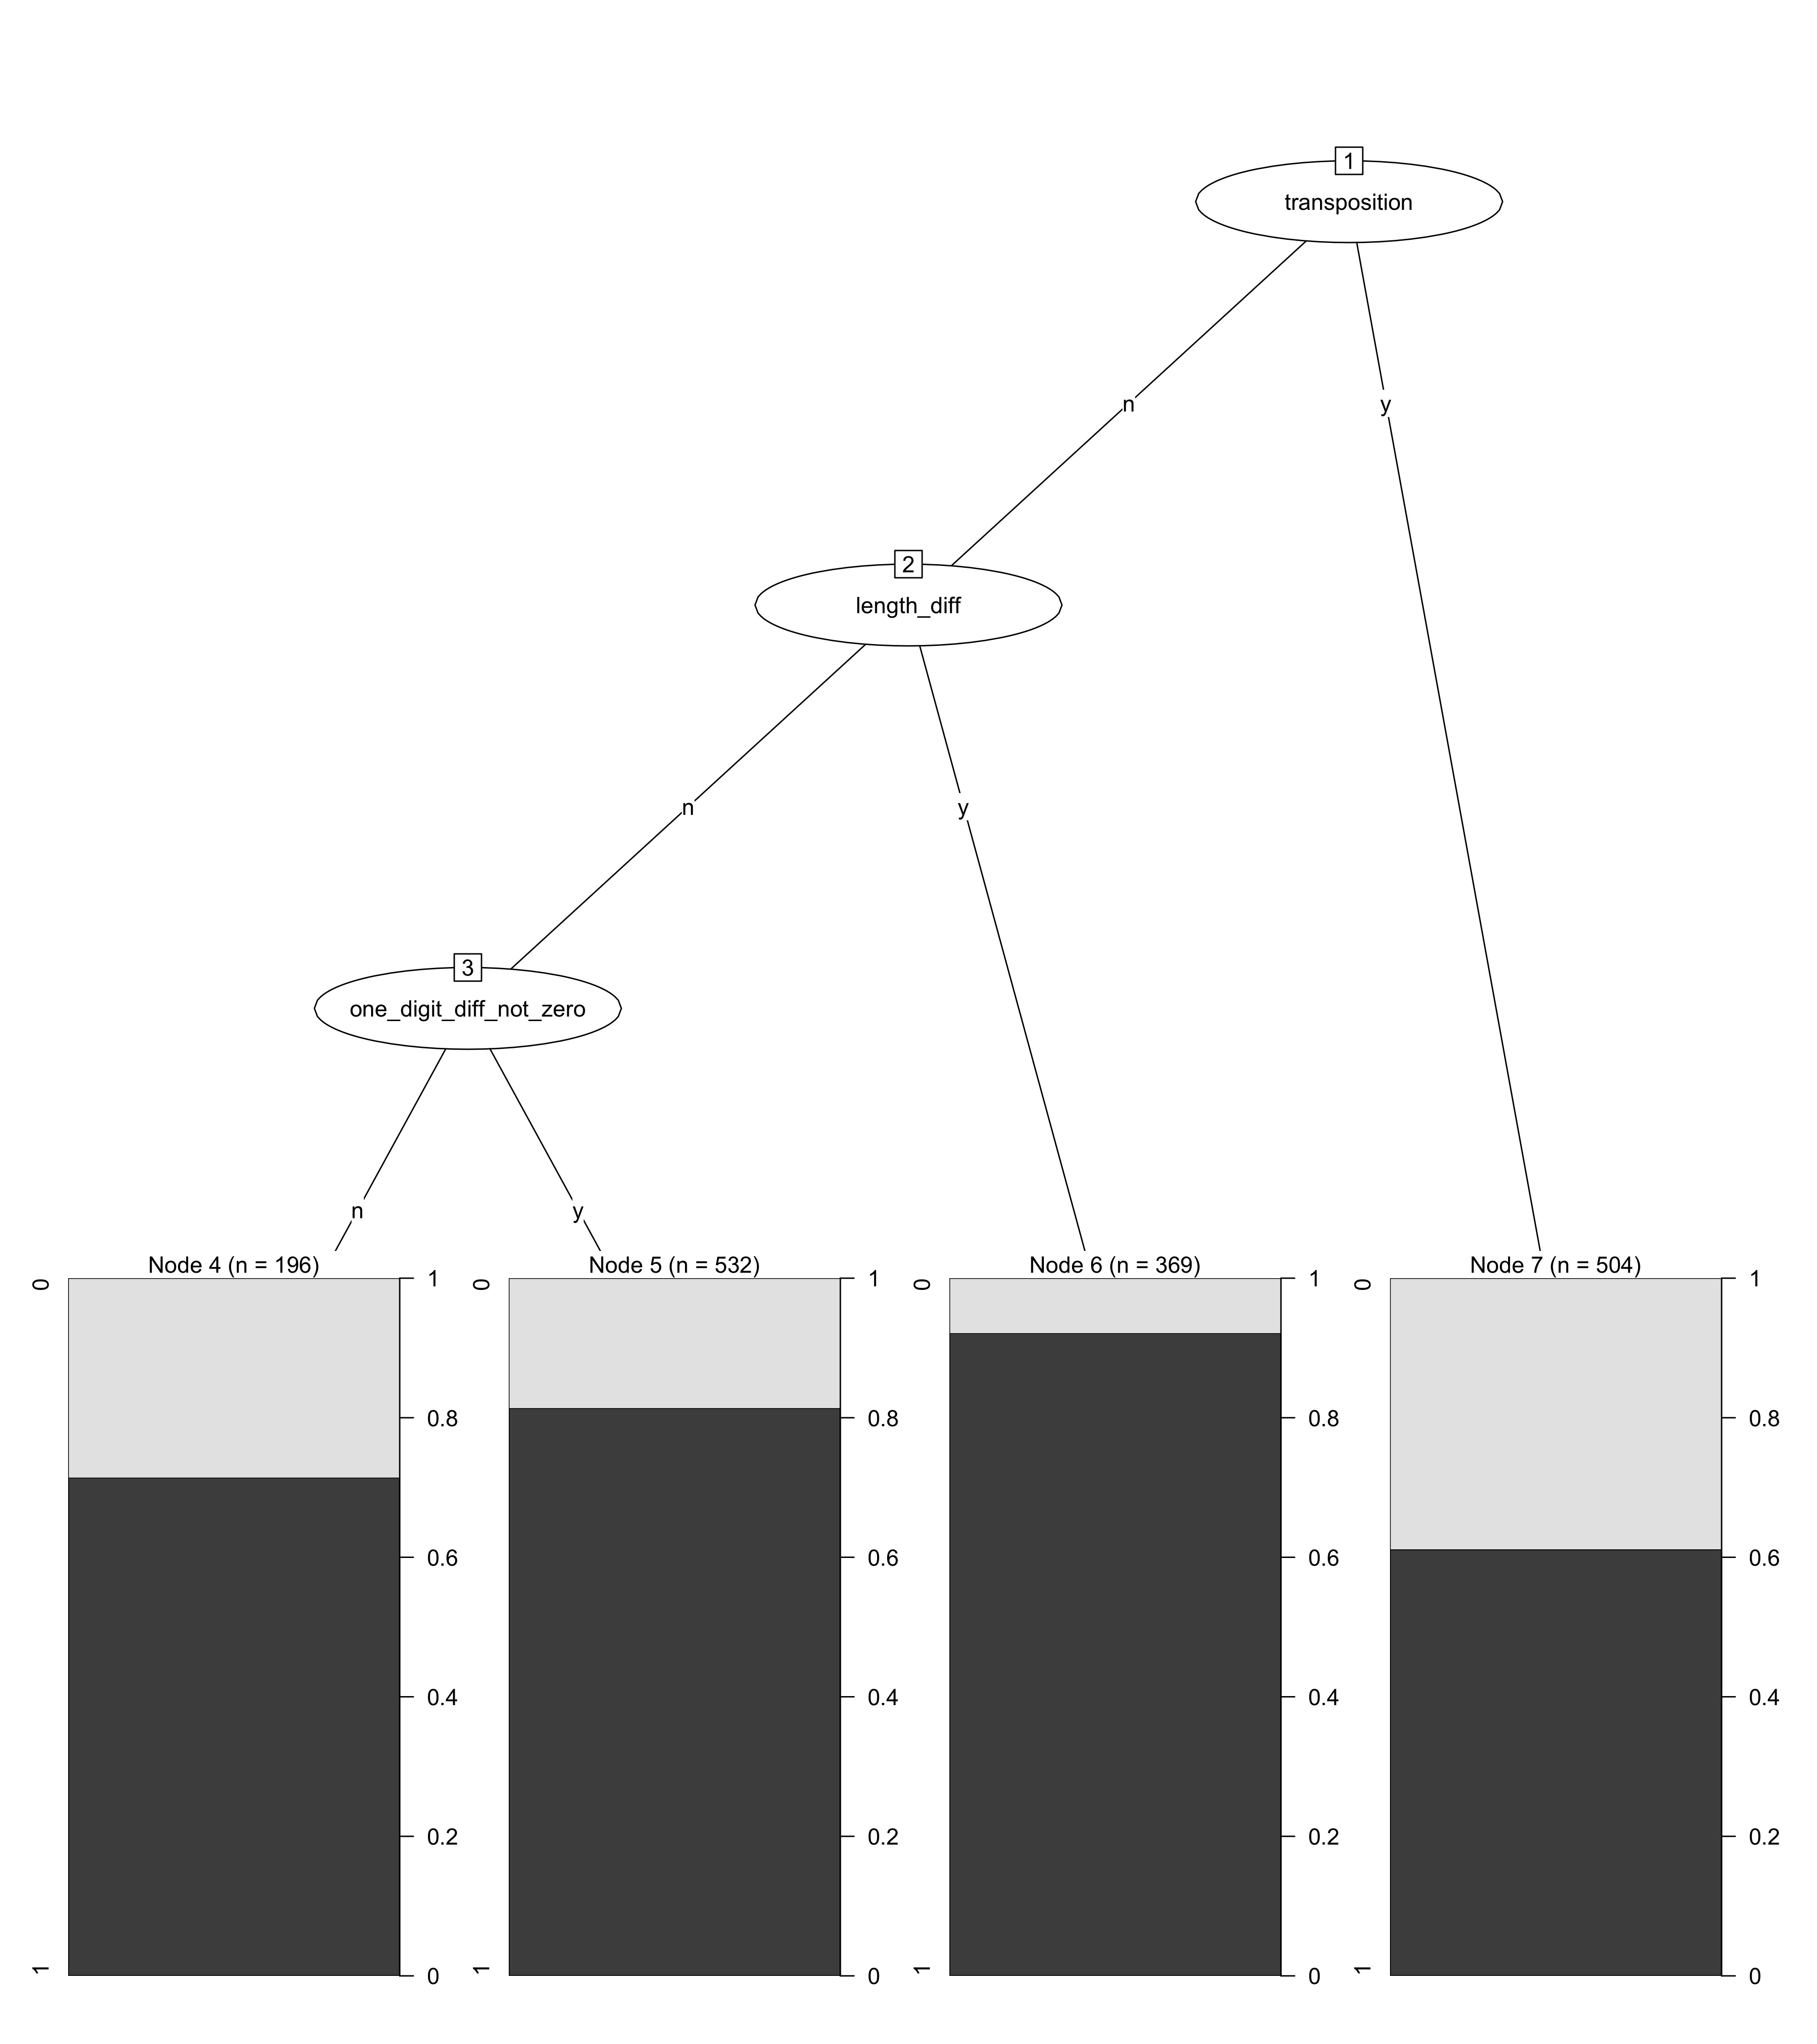 1
transposition
n
y
2
length_diff
n
y
3
one_digit_diff_not_zero
n
y
Node 4 (n = 196)
0
1
1
0.8
0.6
0.4
0.2
0
Node 5 (n = 532)
0
1
1
0.8
0.6
0.4
0.2
0
Node 6 (n = 369)
0
1
1
0.8
0.6
0.4
0.2
0
Node 7 (n = 504)
0
1
1
0.8
0.6
0.4
0.2
0